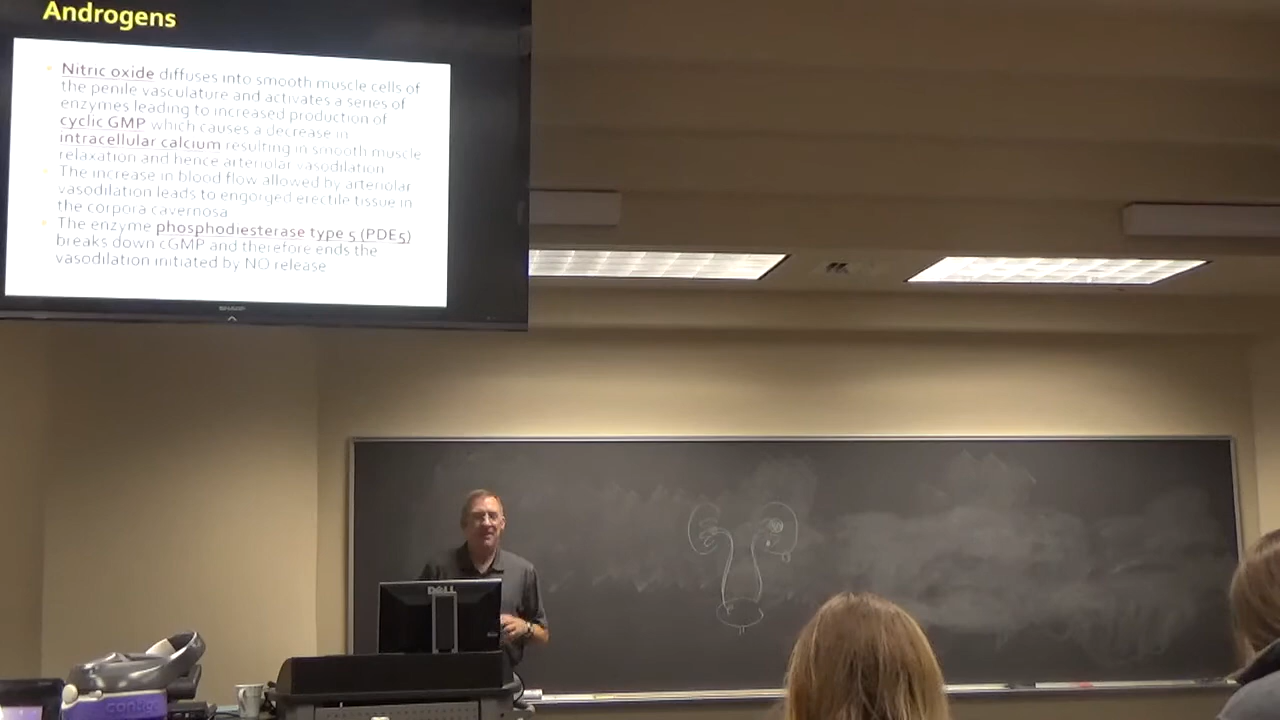 Androgens
Nitric oxide diffuses into smooth muscle cells of
the penile vasculature and activates a series of
enzymes leading to increased production of
cyclic GMP which causes a decrease in
intracellular calcium resulting in smooth muscle
relaxation and hence arteriolar vasodilation
The increase in blood flow allowed by arteriolar
vasodilation leads to engorged erectile tissue in
the corpora cavernosa
The enzyme phosphodiesterase type 5 (PDE5)
breaks down cGMP and therefore ends the
vasodilation initiated by NO release
SHARP
DELL
contigo